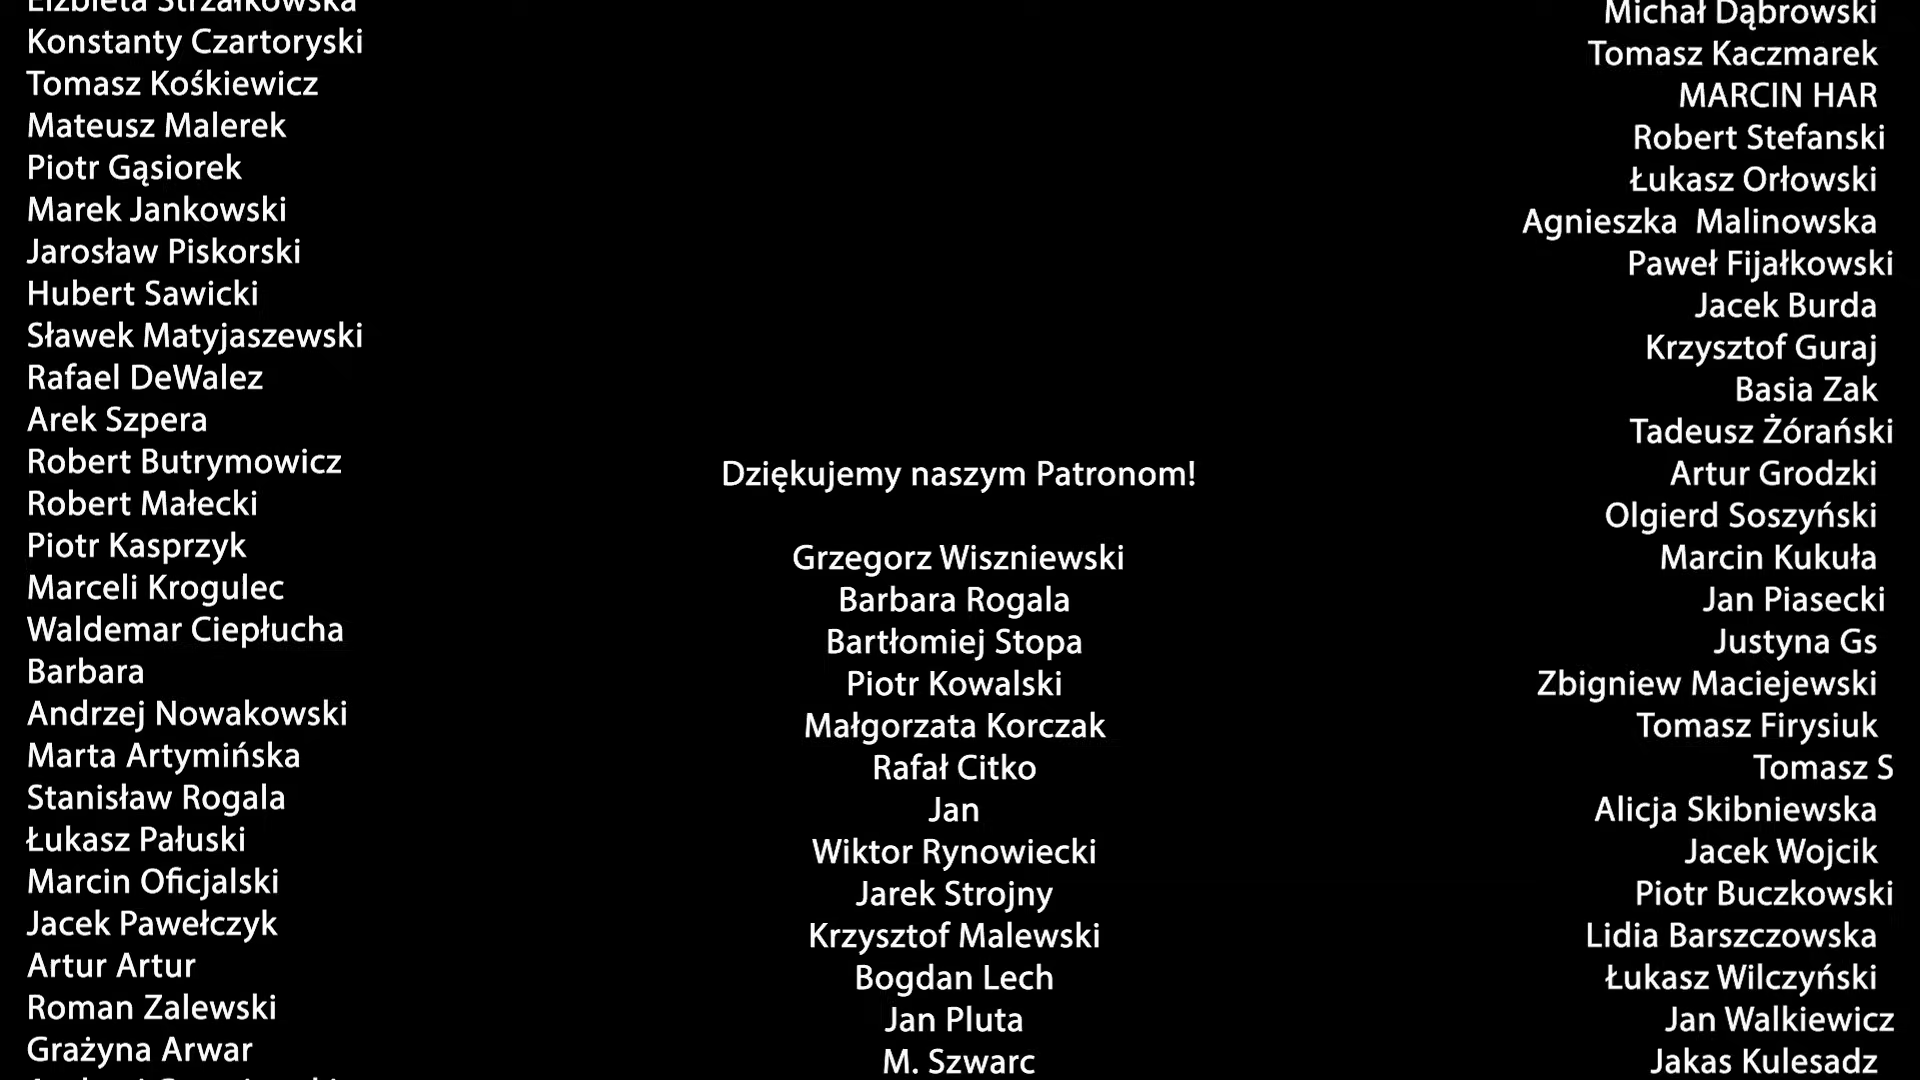 Elżbieta Strzałkowska
Konstanty Czartoryski
Tomasz Kośkiewicz
Mateusz Malerek
Piotr Gąsiorek
Marek Jankowski
Jarosław Piskorski
Hubert Sawicki
Sławek Matyjaszewski
Rafael DeWalez
Arek Szpera
Robert Butrymowicz
Robert Małecki
Piotr Kasprzyk
Marceli Krogulec
Waldemar Ciepłucha
Barbara
Andrzej Nowakowski
Marta Artymińska
Stanisław Rogala
Łukasz Pałuski
Marcin Oficjalski
Jacek Pawełczyk
Artur Artur
Roman Zalewski
Grażyna Arwar
Dziękujemy naszym Patronom!
Grzegorz Wiszniewski
Barbara Rogala
Bartłomiej Stopa
Piotr Kowalski
Małgorzata Korczak
Rafał Citko
Jan
Wiktor Rynowiecki
Jarek Strojny
Krzysztof Malewski
Bogdan Lech
Jan Pluta
M. Szwarc
Michał Dąbrowski
Tomasz Kaczmarek
MARCIN HAR
Robert Stefanski
Łukasz Orłowski
Agnieszka  Malinowska
Paweł Fijałkowski
Jacek Burda
Krzysztof Guraj
Basia Zak
Tadeusz Żórański
Artur Grodzki
Olgierd Soszyński
Marcin Kukuła
Jan Piasecki
Justyna Gs
Zbigniew Maciejewski
Tomasz Firysiuk
Tomasz S
Alicja Skibniewska
Jacek Wojcik
Piotr Buczkowski
Lidia Barszczowska
Łukasz Wilczyński
Jan Walkiewicz
Jakas Kulesadz